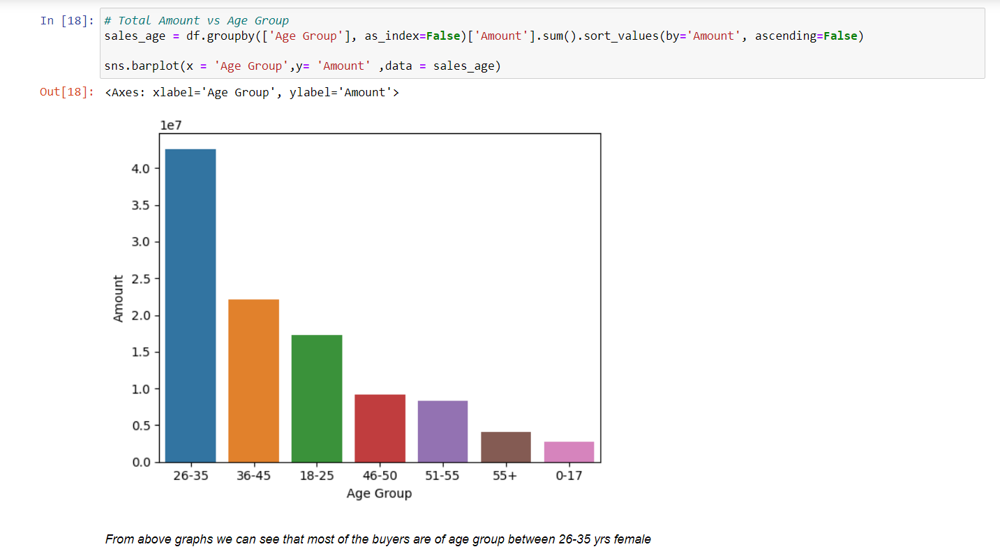 In [18]: # Total Amount vs Age Group
sales_age = df.groupby(['Age Group'], as_index=False)['Amount'].sum().sort_values(by='Amount', ascending=False)
sns.barplot(x = 'Age Group',y= 'Amount' ,data = sales_age)
Out[18]: <Axes: xlabel='Age Group', ylabel='Amount'>
1e7
4.0
3.5
3.0
2.5
2.0
1.5
1.0
0.5
0.0
Amount
26-35 36-45 18-25 46-50 51-55 55+ 0-17
Age Group
From above graphs we can see that most of the buyers are of age group between 26-35 yrs female